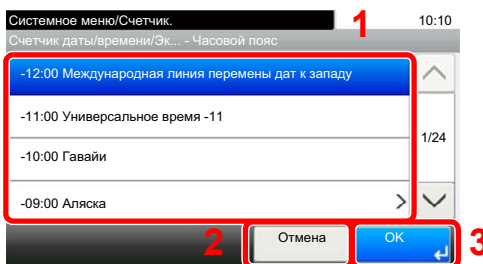 Системное меню/Счетчик. 1 10:10
Счетчик даты/времени/Эк... - Часовой пояс
-12:00 Международная линия перемены дат к западу
-11:00 Универсальное время -11
1/24
-10:00 Гавайи
-09:00 Аляска
2 Отмена OK 3